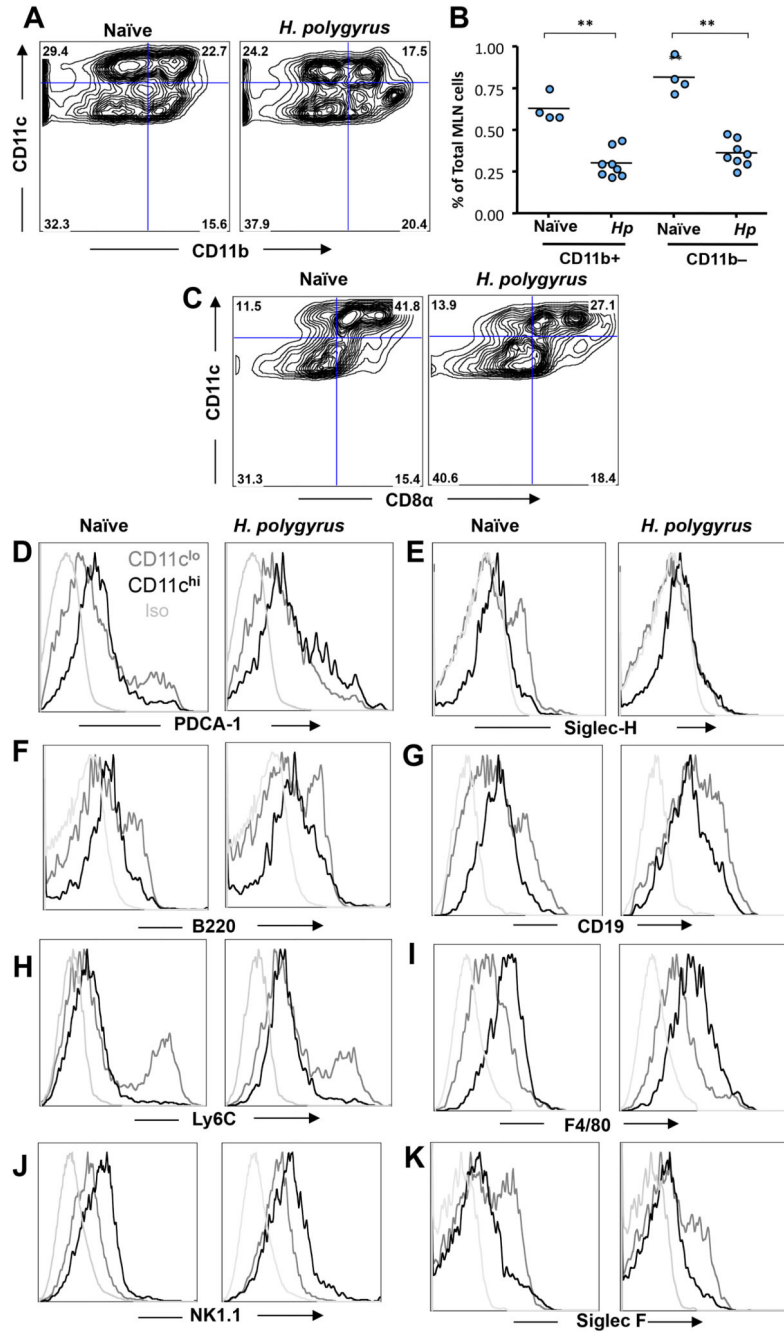 A
Naïve
H. polygyrus
29.4
22.7
24.2
17.5
CD11c
32.3
15.6
37.9
20.4
CD11b
B
**
**
1.00
0.75
0.50
0.25
0.00
% of Total MLN cells
**
Naïve
Hp
Naïve
Hp
CD11b+
CD11b–
C
Naïve
H. polygyrus
11.5
41.8
13.9
27.1
CD11c
31.3
15.4
40.6
18.4
CD8α
Naïve
H. polygyrus
Naïve
H. polygyrus
D
CD11clo
CD11chi
Iso
PDCA-1
E
Siglec-H
F
B220
G
CD19
H
Ly6C
I
F4/80
J
NK1.1
K
Siglec F